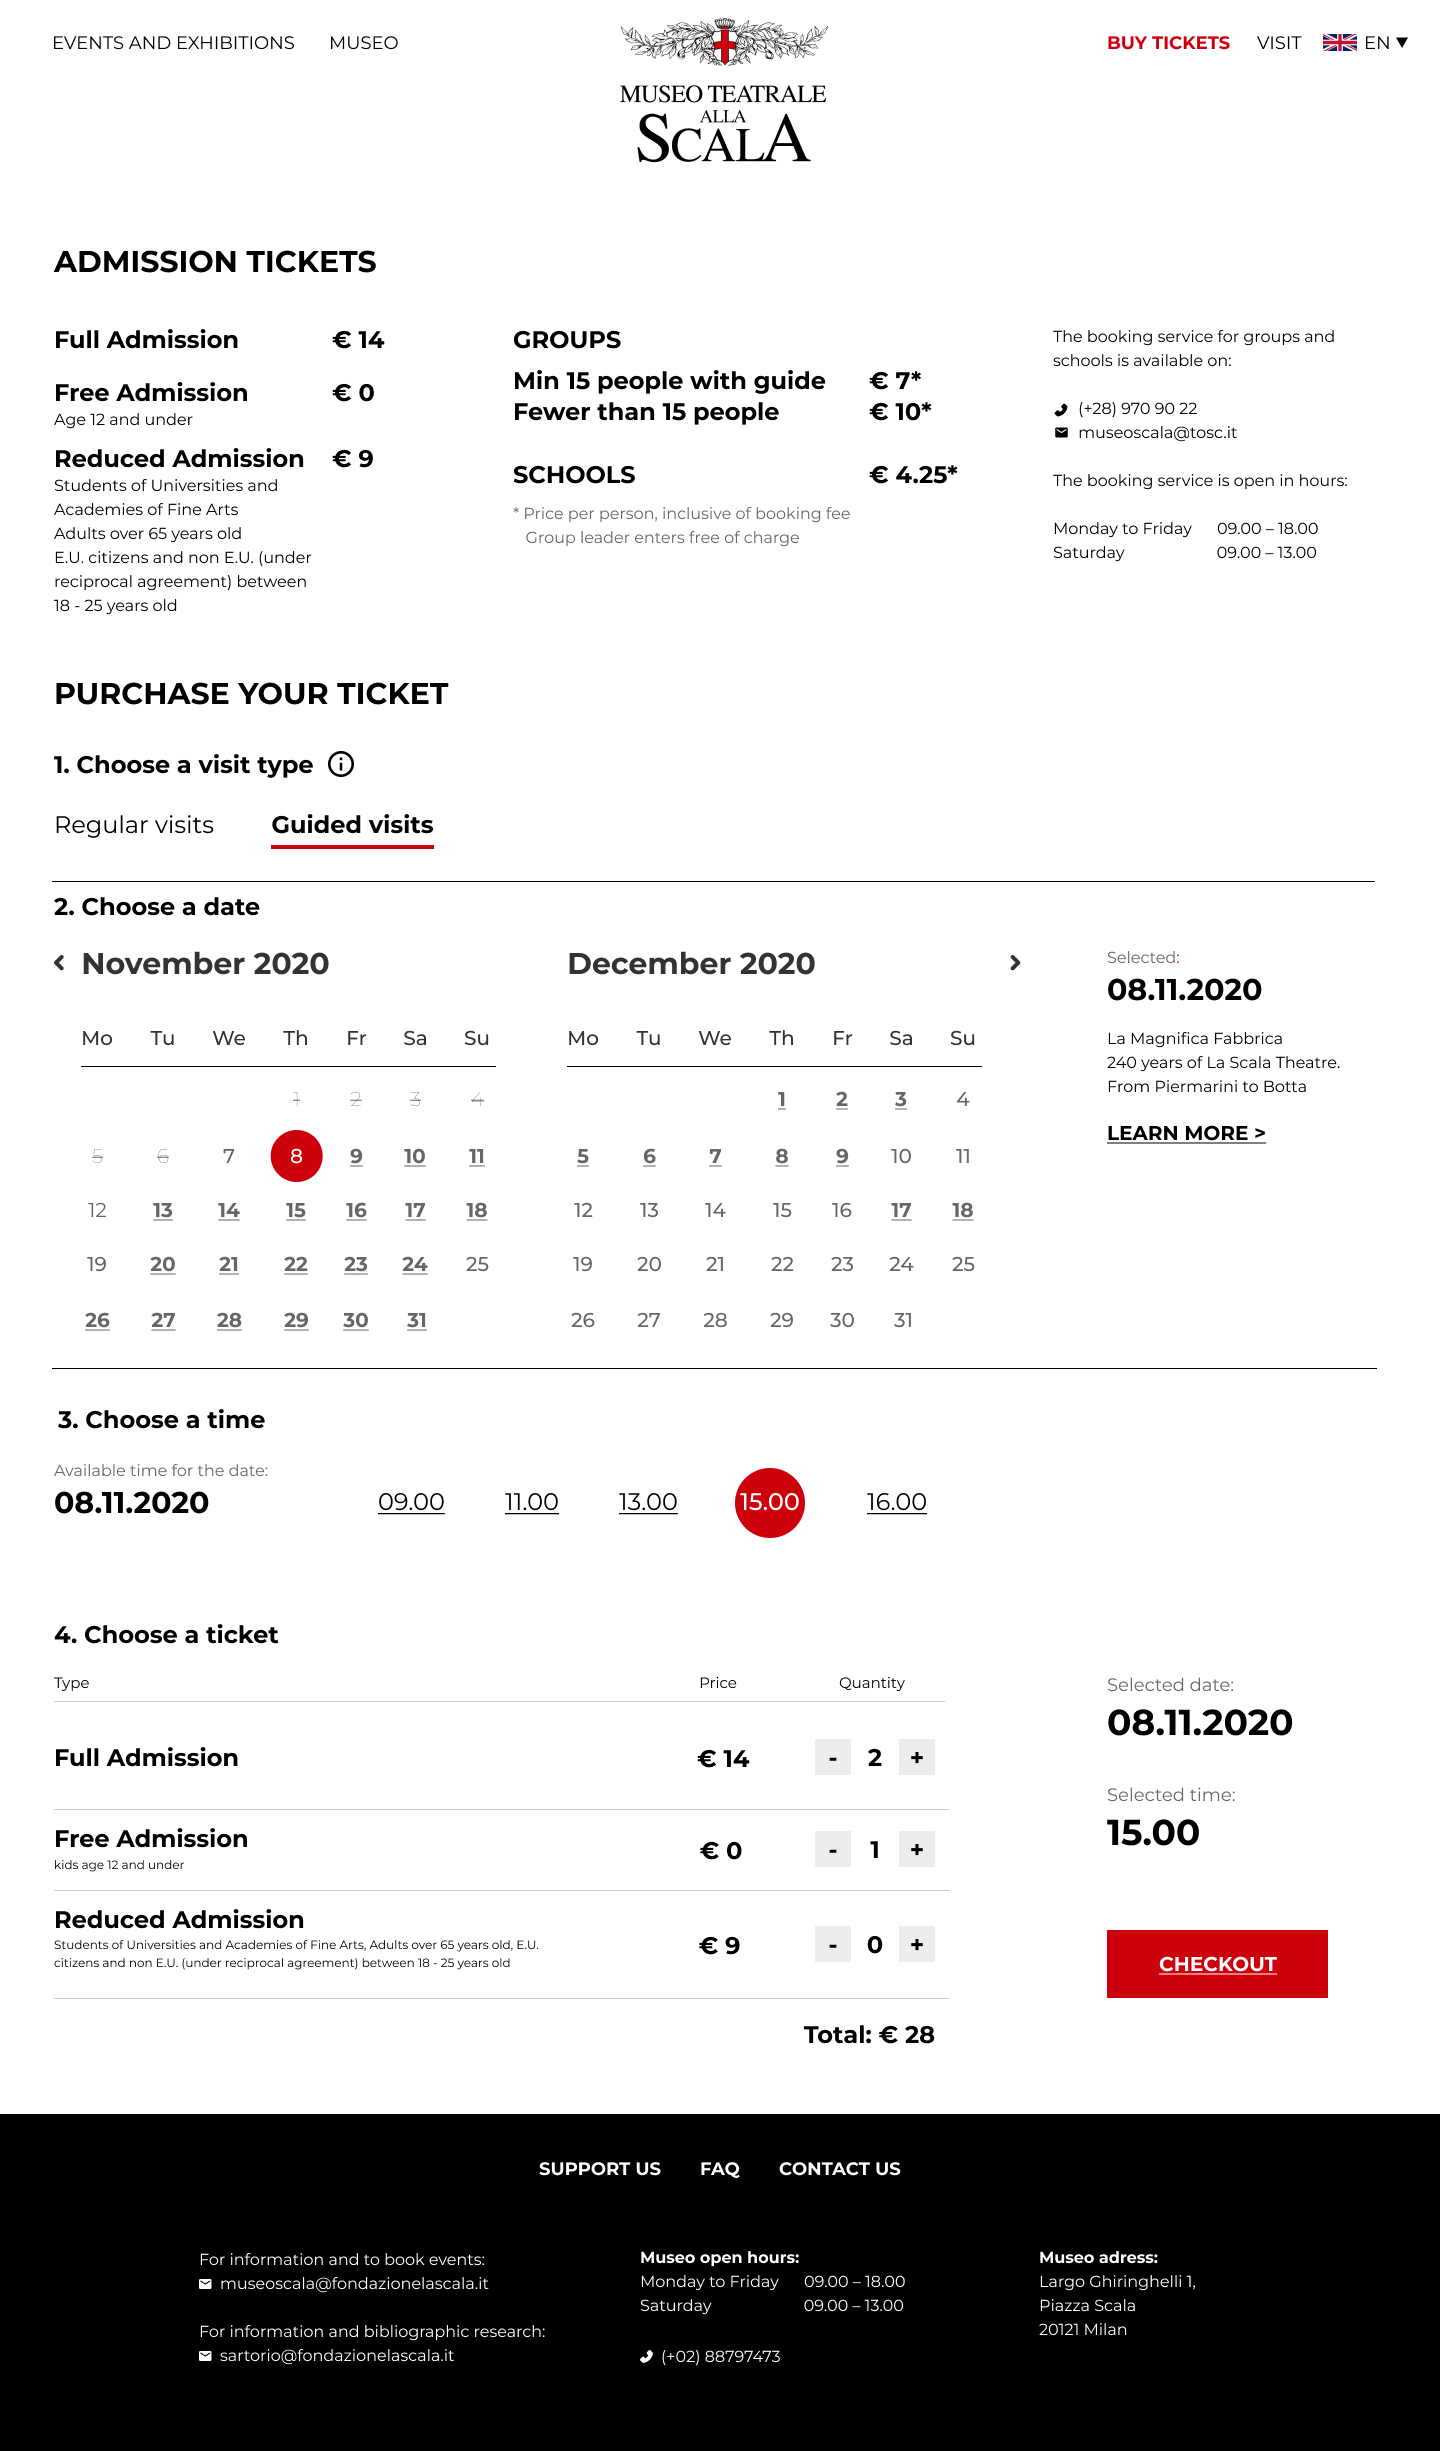 EVENTS AND EXHIBITIONS MUSEO
MUSEO TEATRALE
ALLA
SCALA
BUY TICKETS VISIT EN ▼
ADMISSION TICKETS
Full Admission € 14
Free Admission € 0
Age 12 and under
Reduced Admission € 9
Students of Universities and
Academies of Fine Arts
Adults over 65 years old
E.U. citizens and non E.U. (under
reciprocal agreement) between
18 - 25 years old
GROUPS
Min 15 people with guide € 7*
Fewer than 15 people € 10*
SCHOOLS € 4.25*
* Price per person, inclusive of booking fee
Group leader enters free of charge
The booking service for groups and
schools is available on:
(+28) 970 90 22
museoscala@tosc.it
The booking service is open in hours:
Monday to Friday 09.00 – 18.00
Saturday 09.00 – 13.00
PURCHASE YOUR TICKET
1. Choose a visit type
Regular visits Guided visits
2. Choose a date
November 2020
Mo Tu We Th Fr Sa Su
1 2 3 4
5 6 7 8 9 10 11
12 13 14 15 16 17 18
19 20 21 22 23 24 25
26 27 28 29 30 31
December 2020
Mo Tu We Th Fr Sa Su
1 2 3 4
5 6 7 8 9 10 11
12 13 14 15 16 17 18
19 20 21 22 23 24 25
26 27 28 29 30 31
Selected:
08.11.2020
La Magnifica Fabbrica
240 years of La Scala Theatre.
From Piermarini to Botta
LEARN MORE >
3. Choose a time
Available time for the date:
08.11.2020 09.00 11.00 13.00 15.00 16.00
4. Choose a ticket
Type Price Quantity
Full Admission € 14 - 2 +
Free Admission € 0 - 1 +
kids age 12 and under
Reduced Admission € 9 - 0 +
Students of Universities and Academies of Fine Arts, Adults over 65 years old, E.U.
citizens and non E.U. (under reciprocal agreement) between 18 - 25 years old
Total: € 28
Selected date:
08.11.2020
Selected time:
15.00
CHECKOUT
SUPPORT US FAQ CONTACT US
For information and to book events:
museoscala@fondazionelascala.it
For information and bibliographic research:
sartorio@fondazionelascala.it
Museo open hours:
Monday to Friday 09.00 – 18.00
Saturday 09.00 – 13.00
(+02) 88797473
Museo adress:
Largo Ghiringhelli 1,
Piazza Scala
20121 Milan